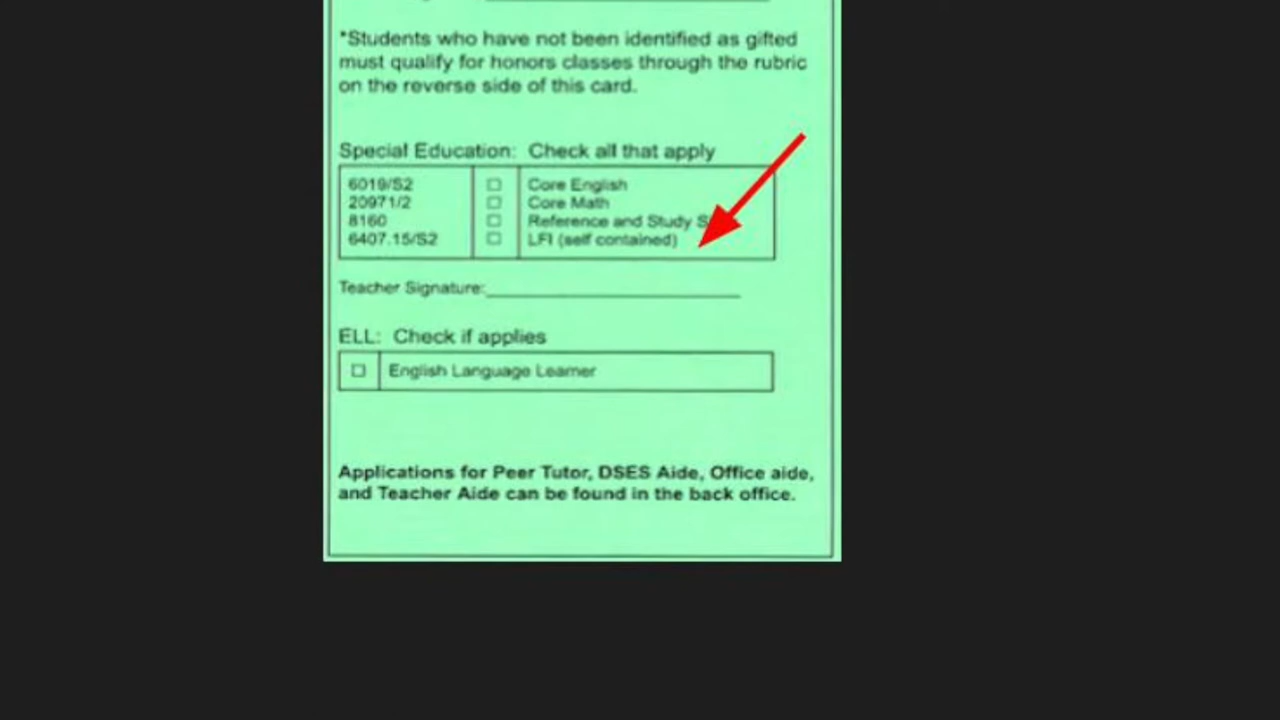 *Students who have not been identified as gifted
must qualify for honors classes through the rubric
on the reverse side of this card.
Special Education: Check all that apply
6019/S2 ☐ Core English
20971/2 ☐ Core Math
8160 ☐ Reference and Study
6407.15/S2 ☐ LFI (self contained)
Teacher Signature:
ELL: Check if applies
☐ English Language Learner
Applications for Peer Tutor, DSES Aide, Office aide,
and Teacher Aide can be found in the back office.